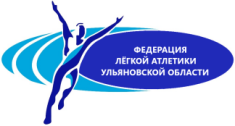 ФЕДЕРАЦИЯ
ЛЁГКОЙ АТЛЕТИКИ
УЛЬЯНОВСКОЙ ОБЛАСТИ